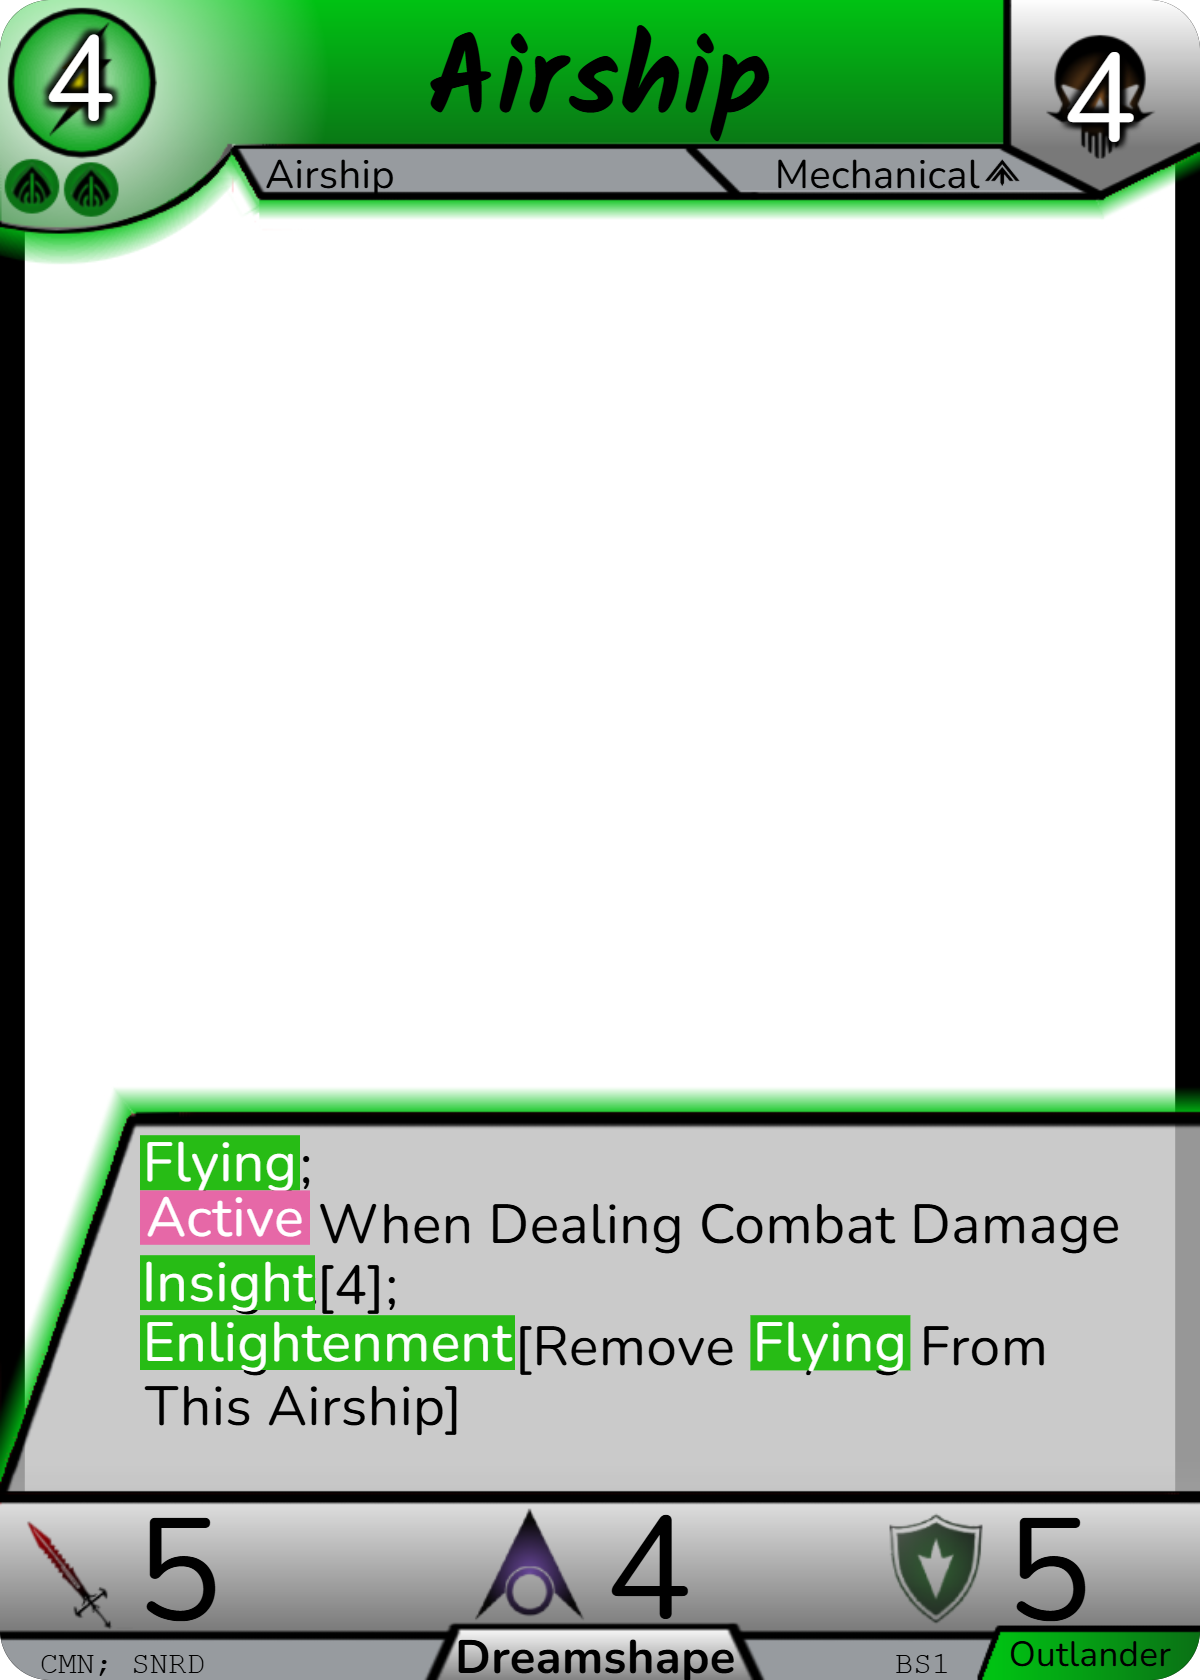 4
Airship
4
Airship
Mechanical
Flying;
Active When Dealing Combat Damage
Insight[4];
Enlightenment[Remove Flying From
This Airship]
5
4
5
CMN; SNRD
Dreamshape
BS1
Outlander